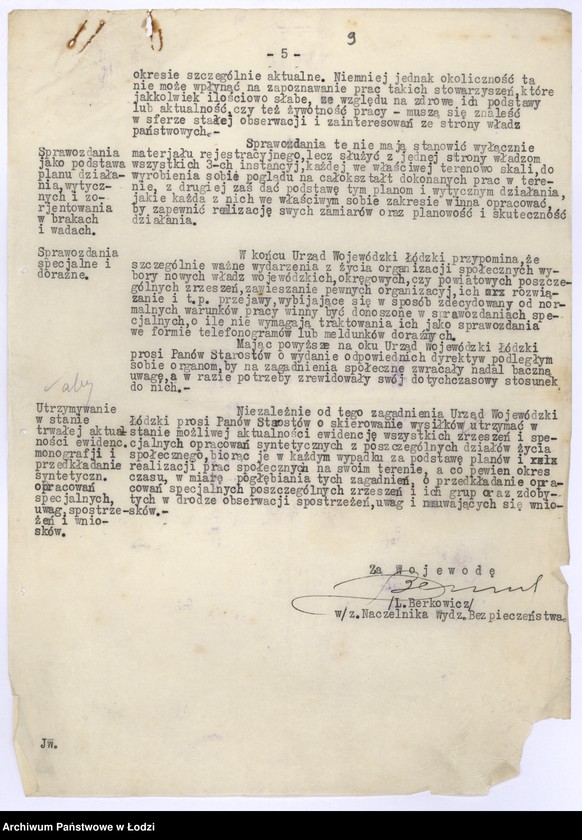 9
- 5 -
okresie szczególnie aktualne. Niemniej jednak okoliczność ta
nie może wpłynąć na zapoznawanie prac takich stowarzyszeń, które
jakkolwiek ilościowo słabe, ze względu na zdrowe ich podstawy
lub aktualność, czy też żywotność pracy - muszą się znaleść
w sferze stałej obserwacji i zainteresowań ze strony władz
państwowych.-
Sprawozdania
jako podstawa
planu działa-
nia, wytycz-
nych i zo-
rjentowania
w brakach
i wadach.
Sprawozdania te nie mają stanowić wyłącznie
materjału rejestracyjnego, lecz służyć z jednej strony władzom
wszystkich 3-ch instancyj, każdej we właściwej terenowo skali, do
wyrobienia sobie poglądu na całokształt dokonanych prac w tere-
nie, z drugiej zaś dać podstawę tym planom i wytycznym działania,
jakie każda z nich we właściwym sobie zakresie winna opracować,
by zapewnić realizację swych zamiarów oraz planowość i skuteczność
działania.
Sprawozdania
specjalne i
doraźne.
W końcu Urząd Wojewódzki Łódzki przypomina, że
szczególnie ważne wydarzenia z życia organizacji społecznych wy-
bory nowych władz wojewódzkich, okręgowych, czy powiatowych poszcze-
gólnych zrzeszeń, zawieszanie pewnych organizacyj, ich xxx rozwią-
zanie i t.p. przejawy, wybijające się w sposób zdecydowany od nor-
malnych warunków pracy winny być donoszone w sprawozdaniach spe-
cjalnych, o ile nie wymagają traktowania ich jako sprawozdania
we formie telefonogramów lub meldunków doraźnych.
Mając powyższe na oku Urząd Wojewódzki Łódzki
prosi Panów Starostów o wydanie odpowiednich dyrektyw podległym
sobie organom, by na zagadnienia społeczne zwracały nadal baczną
uwagę, a w razie potrzeby zrewidowały swój dotychczasowy stosunek
do nich.-
aby
Utrzymywanie
w stanie
trwałej aktual-
ności ewidenc.
monografji i
przedkładanie
syntetyczn.
opracowań
specjalnych,
uwag, spostrze-
żeń i wnio-
sków.
Niezależnie od tego zagadnienia Urząd Wojewódzki
Łódzki prosi Panów Starostów o skierowanie wysiłków utrzymać w
stanie możliwej aktualności ewidencję wszystkich zrzeszeń i spe-
cjalnych opracowań syntetycznych z poszczególnych działów życia
społecznego, biorąc je w każdym wypadku za podstawę planów i
realizacji prac społecznych na swoim terenie, a co pewien okres
czasu, w miarę pogłębiania tych zagadnień, o przedkładanie opra-
cowań specjalnych poszczególnych zrzeszeń i ich grup oraz zdoby-
tych w drodze obserwacji spostrzeżeń, uwag i nasuwających się wnio-
sków.-
Za Wojewodę
/L. Berkowicz/
w/z. Naczelnika Wydz. Bezpieczeństwa.
Jw.
Archiwum Państwowe w Łodzi